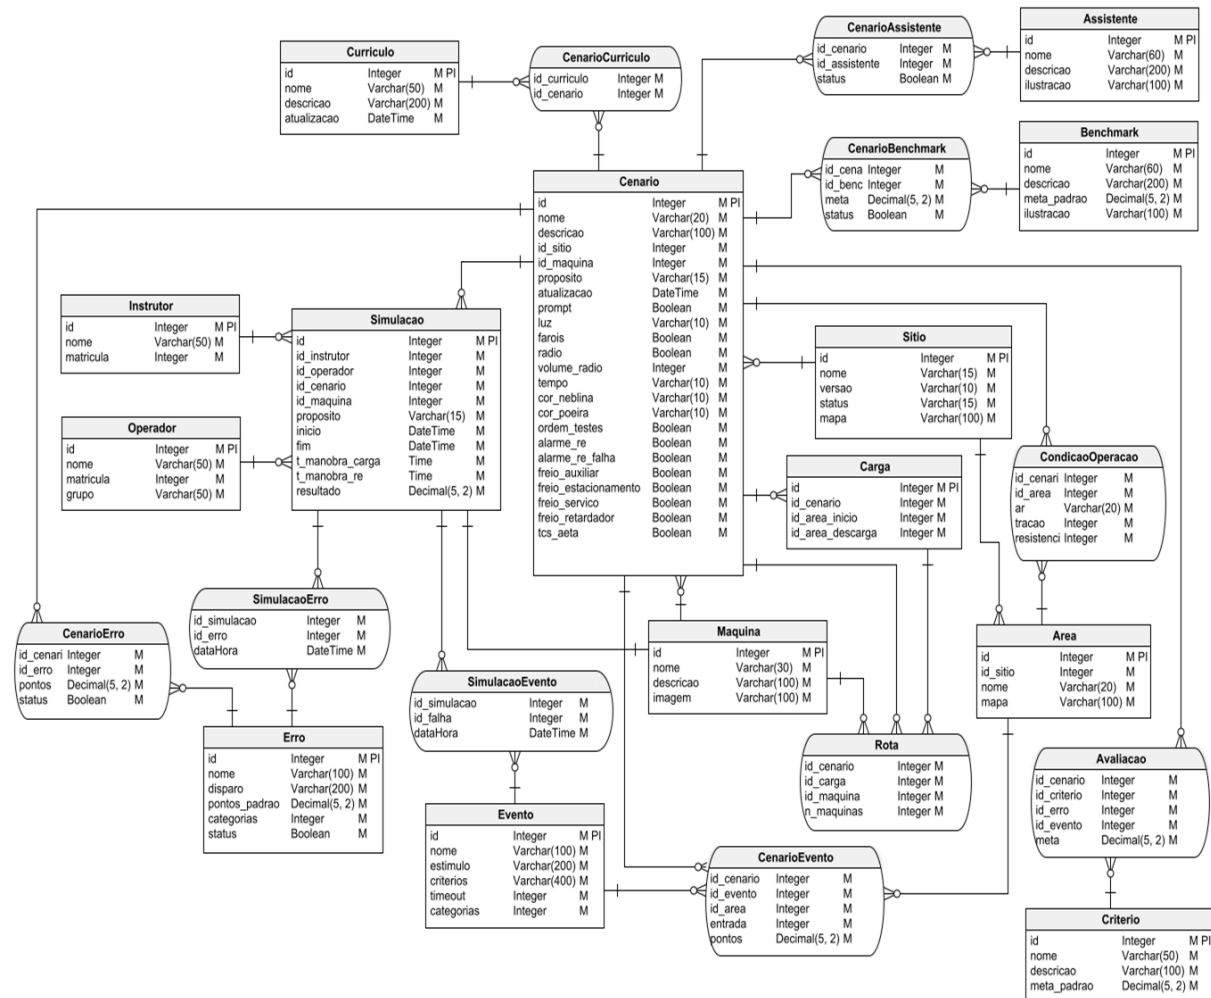 Curriculo
id Integer M PI
nome Varchar(50) M
descricao Varchar(200) M
atualizacao DateTime M
CenarioCurriculo
id_curriculo Integer M
id_cenario Integer M
CenarioAssistente
id_cenario Integer M
id_assistente Integer M
status Boolean M
Assistente
id Integer M PI
nome Varchar(60) M
descricao Varchar(200) M
ilustracao Varchar(100) M
CenarioBenchmark
id_cena Integer M
id_benc Integer M
meta Decimal(5, 2) M
status Boolean M
Benchmark
id Integer M PI
nome Varchar(60) M
descricao Varchar(200) M
meta_padrao Decimal(5, 2) M
ilustracao Varchar(100) M
Cenario
id Integer M PI
nome Varchar(20) M
descricao Varchar(100) M
id_sitio Integer M
id_maquina Integer M
proposito Varchar(15) M
atualizacao DateTime M
prompt Boolean M
luz Varchar(10) M
farois Boolean M
radio Boolean M
volume_radio Integer M
tempo Varchar(10) M
cor_neblina Varchar(10) M
cor_poeira Varchar(10) M
ordem_testes Boolean M
alarme_re Boolean M
alarme_re_falha Boolean M
freio_auxiliar Boolean M
freio_estacionamento Boolean M
freio_servico Boolean M
freio_retardador Boolean M
tcs_aeta Boolean M
Instrutor
id Integer M PI
nome Varchar(50) M
matricula Integer M
Simulacao
id Integer M PI
id_instrutor Integer M
id_operador Integer M
id_cenario Integer M
id_maquina Integer M
proposito Varchar(15) M
inicio DateTime M
fim DateTime M
t_manobra_carga Time M
t_manobra_re Time M
resultado Decimal(5, 2) M
Operador
id Integer M PI
nome Varchar(50) M
matricula Integer M
grupo Varchar(50) M
Sitio
id Integer M PI
nome Varchar(15) M
versao Varchar(10) M
status Varchar(15) M
mapa Varchar(100) M
Carga
id Integer M PI
id_cenario Integer M
id_area_inicio Integer M
id_area_descarga Integer M
CondicaoOperacao
id_cenari Integer M
id_area Integer M
ar Varchar(20) M
tracao Integer M
resistenci Integer M
SimulacaoErro
id_simulacao Integer M
id_erro Integer M
dataHora DateTime M
CenarioErro
id_cenari Integer M
id_erro Integer M
pontos Decimal(5, 2) M
status Boolean M
Maquina
id Integer M PI
nome Varchar(30) M
descricao Varchar(100) M
imagem Varchar(100) M
Area
id Integer M PI
id_sitio Integer M
nome Varchar(20) M
mapa Varchar(100) M
SimulacaoEvento
id_simulacao Integer M
id_falha Integer M
dataHora DateTime M
Erro
id Integer M PI
nome Varchar(100) M
disparo Varchar(200) M
pontos_padrao Decimal(5, 2) M
categorias Integer M
status Boolean M
Rota
id_cenario Integer M
id_carga Integer M
id_maquina Integer M
n_maquinas Integer M
Avaliacao
id_cenario Integer M
id_criterio Integer M
id_erro Integer M
id_evento Integer M
meta Decimal(5, 2) M
Evento
id Integer M PI
nome Varchar(100) M
estimulo Varchar(200) M
criterios Varchar(400) M
timeout Integer M
categorias Integer M
CenarioEvento
id_cenario Integer M
id_evento Integer M
id_area Integer M
entrada Integer M
pontos Decimal(5, 2) M
Criterio
id Integer M PI
nome Varchar(50) M
descricao Varchar(100) M
meta_padrao Decimal(5, 2) M